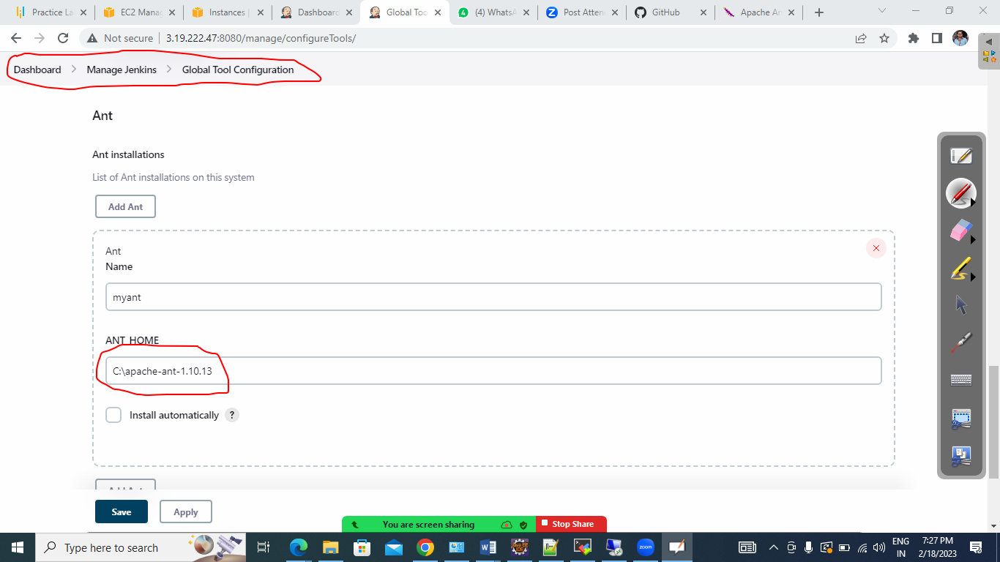 Practice La
EC2 Mana
Instances |
Dashboard
Global Too
(4) WhatsA
Post Atten
GitHub
Apache An
Not secure
3.19.222.47:8080/manage/configureTools/
Dashboard > Manage Jenkins > Global Tool Configuration
Ant
Ant installations
List of Ant installations on this system
Add Ant
Ant
Name
myant
ANT_HOME
C:\apache-ant-1.10.13
Install automatically ?
Add Ant
Save
Apply
You are screen sharing
Stop Share
Type here to search
zoom
ENG
IN
7:27 PM
2/18/2023